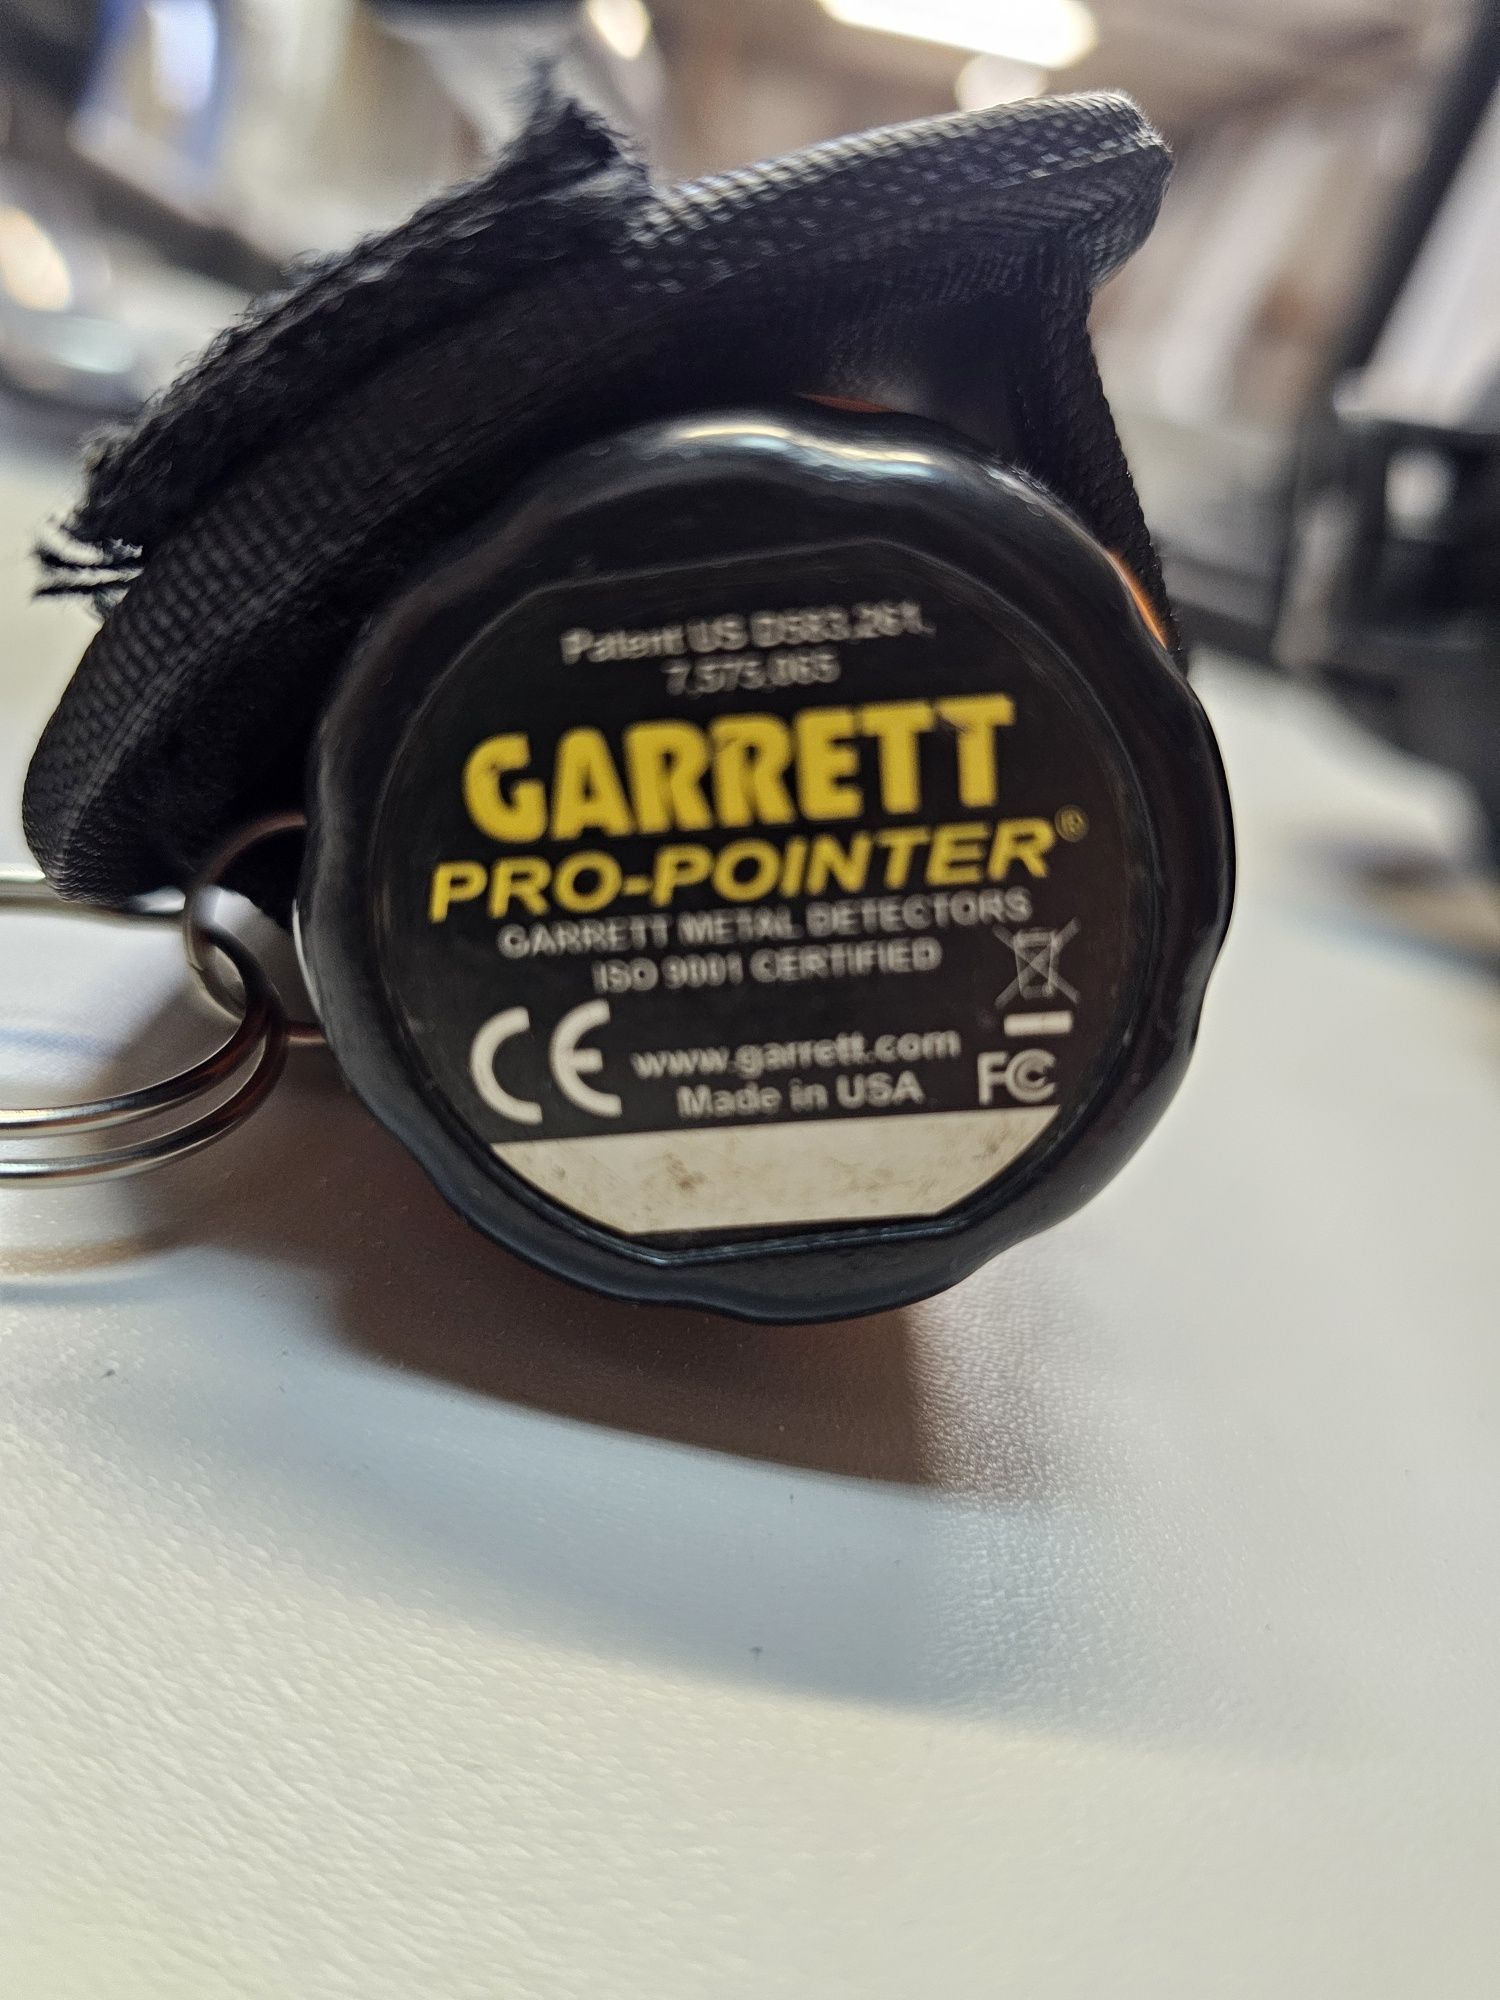 Patent US D583,261,
7,575,065
GARRETT
PRO-POINTER®
GARRETT METAL DETECTORS
ISO 9001 CERTIFIED
CE www.garrett.com
Made in USA FC